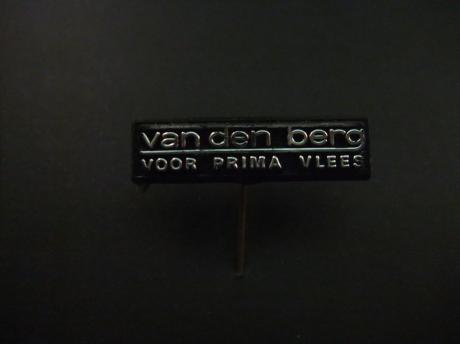 van den berg
VOOR PRIMA VLEES